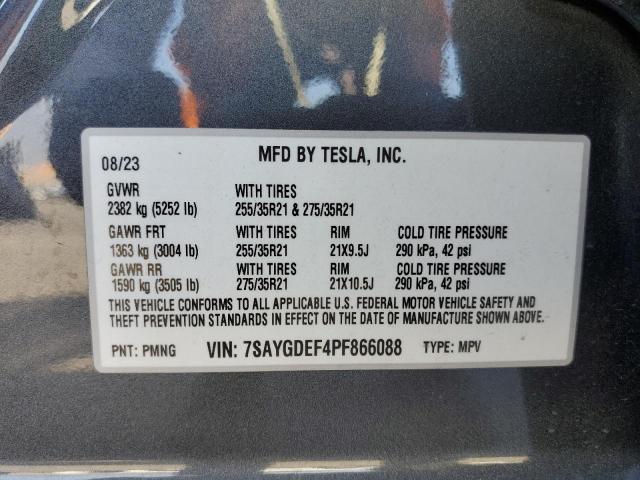 08/23 MFD BY TESLA, INC.
GVWR WITH TIRES
2382 kg (5252 lb) 255/35R21 & 275/35R21
GAWR FRT WITH TIRES RIM COLD TIRE PRESSURE
1363 kg (3004 lb) 255/35R21 21X9.5J 290 kPa, 42 psi
GAWR RR WITH TIRES RIM COLD TIRE PRESSURE
1590 kg (3505 lb) 275/35R21 21X10.5J 290 kPa, 42 psi
THIS VEHICLE CONFORMS TO ALL APPLICABLE U.S. FEDERAL MOTOR VEHICLE SAFETY AND
THEFT PREVENTION STANDARDS IN EFFECT ON THE DATE OF MANUFACTURE SHOWN ABOVE.
PNT: PMNG VIN: 7SAYGDEF4PF866088 TYPE: MPV